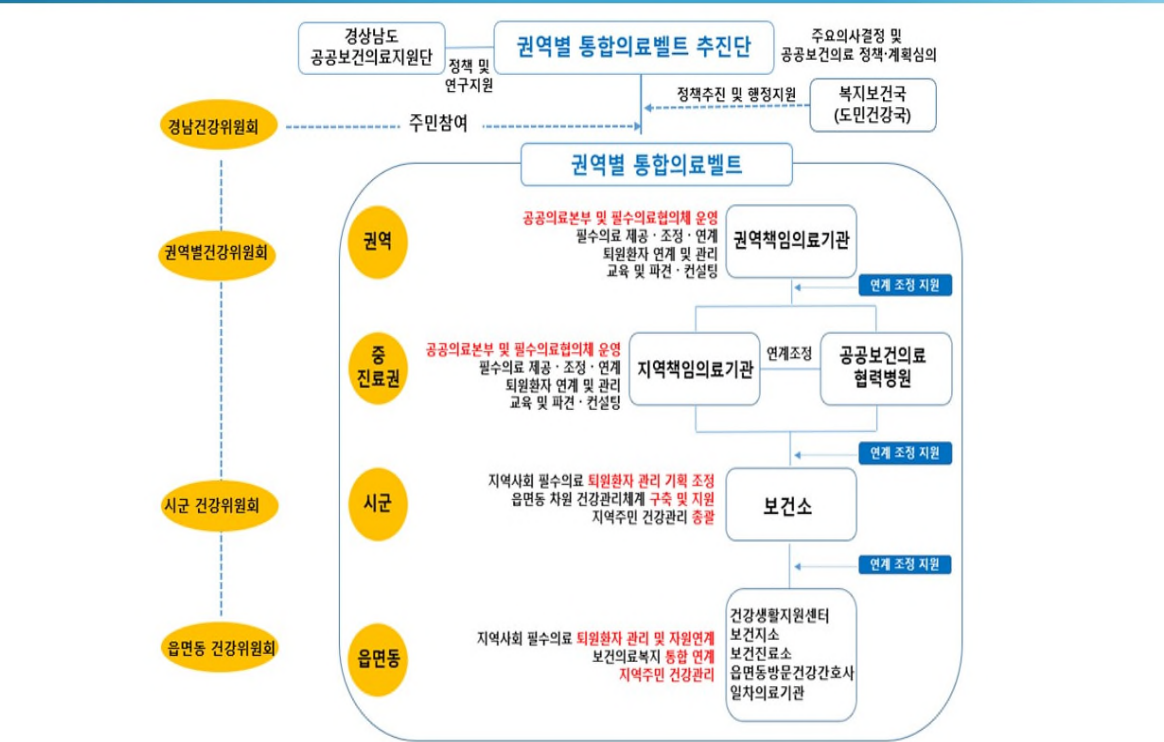 경상남도
공공보건의료지원단
권역별 통합의료벨트 추진단
주요의사결정 및
공공보건의료 정책·계획심의
정책 및
연구지원
정책추진 및 행정지원
복지보건국
(도민건강국)
경남건강위원회
주민참여
권역별 통합의료벨트
권역별건강위원회
권역
공공의료본부 및 필수의료협의체 운영
필수의료 제공 · 조정 · 연계
퇴원환자 연계 및 관리
교육 및 파견 · 컨설팅
권역책임의료기관
연계 조정 지원
중
진료권
공공의료본부 및 필수의료협의체 운영
필수의료 제공 · 조정 · 연계
퇴원환자 연계 및 관리
교육 및 파견 · 컨설팅
지역책임의료기관
연계조정
공공보건의료
협력병원
연계 조정 지원
시군 건강위원회
시군
지역사회 필수의료 퇴원환자 관리 기획 조정
읍면동 차원 건강관리체계 구축 및 지원
지역주민 건강관리 총괄
보건소
연계 조정 지원
읍면동 건강위원회
읍면동
지역사회 필수의료 퇴원환자 관리 및 자원연계
보건의료복지 통합 연계
지역주민 건강관리
건강생활지원센터
보건지소
보건진료소
읍면동방문건강간호사
일차의료기관